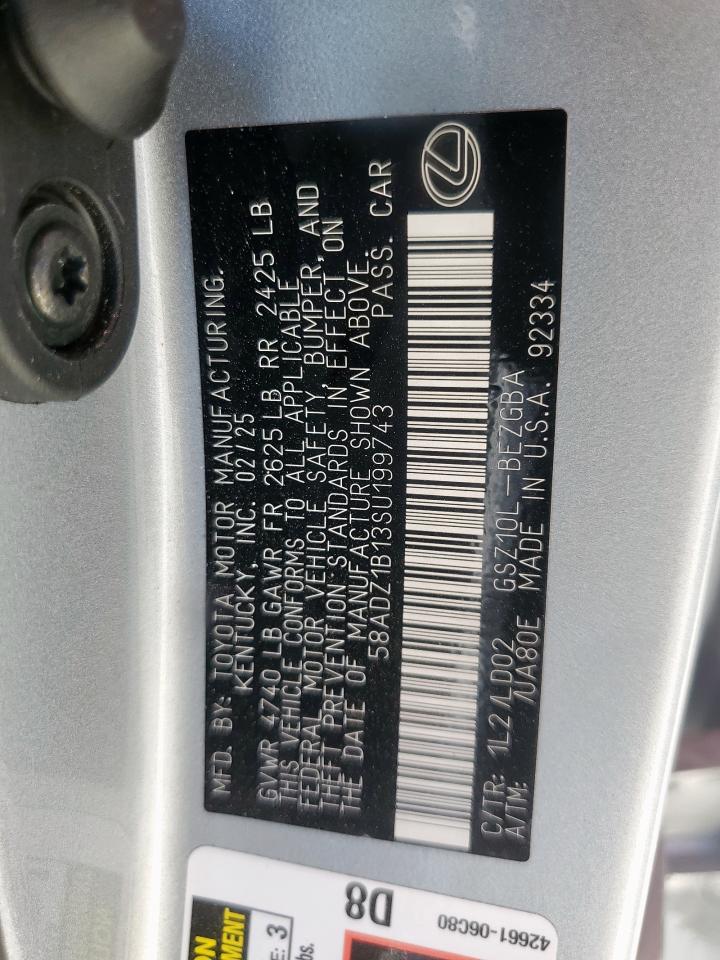 MFD. BY: TOYOTA MOTOR MANUFACTURING.
KENTUCKY, INC. 02/25
GVWR 4740 LB GAWR FR 2625 LB RR 2425 LB
THIS VEHICLE CONFORMS TO ALL APPLICABLE
FEDERAL MOTOR VEHICLE SAFETY, BUMPER, AND
THEFT PREVENTION STANDARDS IN EFFECT ON
THE DATE OF MANUFACTURE SHOWN ABOVE.
58ADZ1B13SU199743 PASS. CAR
C/TR: 1L2/LD02 GSZ10L-BEZGBA
A/TM: /UA80E MADE IN U.S.A. 92334
D8
42661-06C80
3